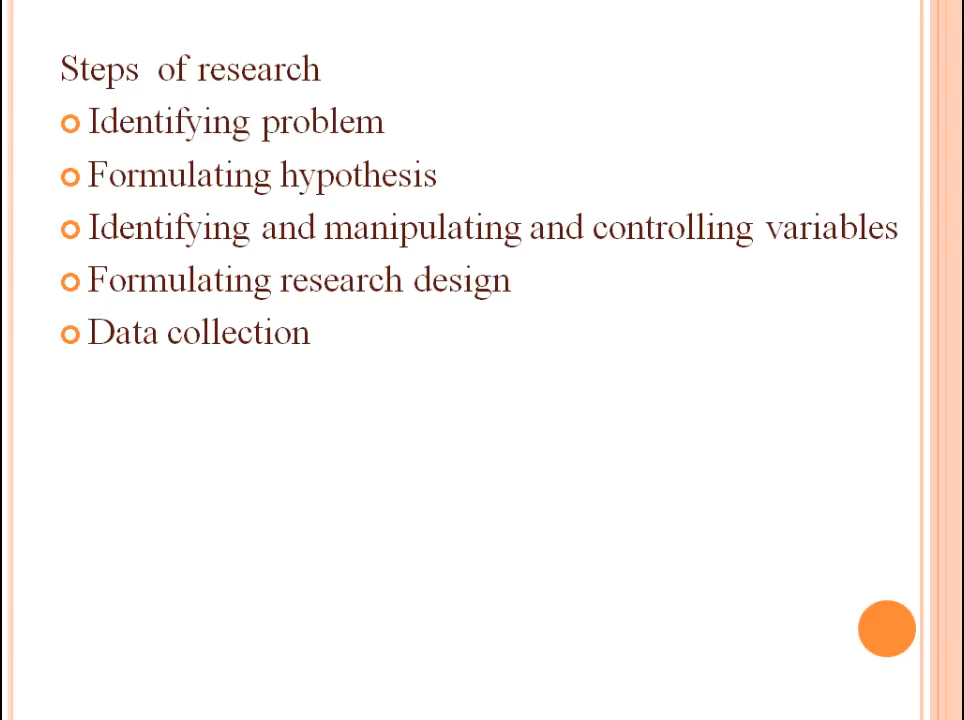 Steps of research
Identifying problem
Formulating hypothesis
Identifying and manipulating and controlling variables
Formulating research design
Data collection